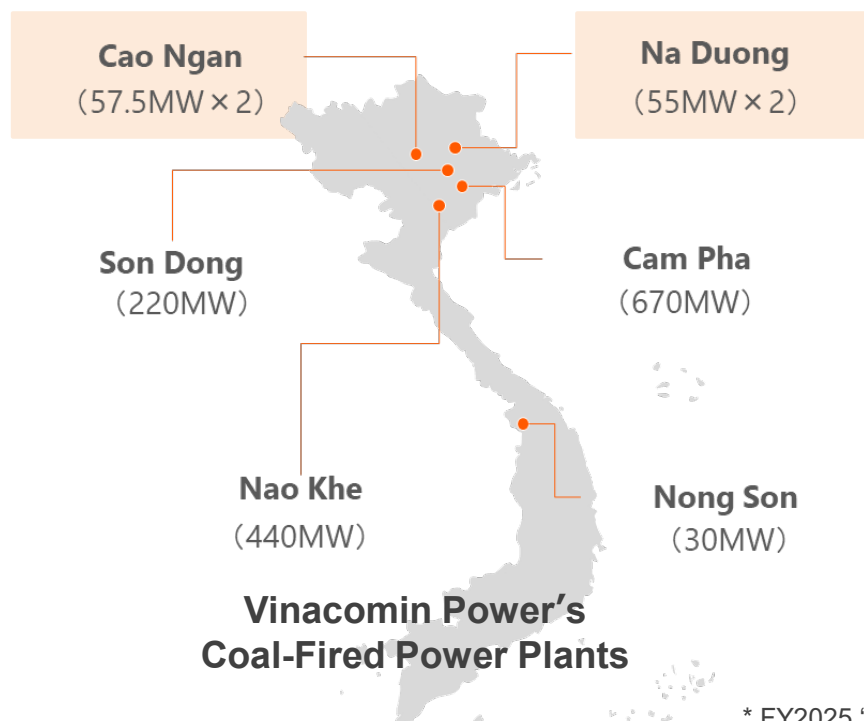 Cao Ngan
（57.5MW × 2）
Na Duong
（55MW × 2）
Son Dong
（220MW）
Cam Pha
（670MW）
Nao Khe
（440MW）
Nong Son
（30MW）
Vinacomin Power′s
Coal-Fired Power Plants
* FY2025